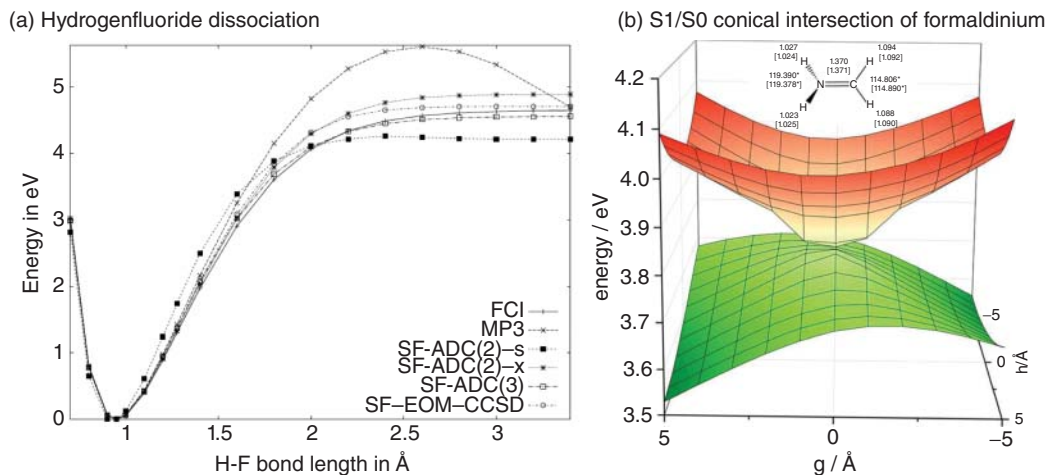 (a) Hydrogenfluoride dissociation
5
4
3
2
1
0
Energy in eV
1
1.5
2
2.5
3
H-F bond length in Å
FCI
MP3
SF-ADC(2)–s
SF-ADC(2)–x
SF-ADC(3)
SF–EOM–CCSD
(b) S1/S0 conical intersection of formaldinium
1.027
[1.024]
1.370
[1.371]
1.094
[1.092]
H
H
119.390°
[119.378°]
N
C
114.806°
[114.890°]
H
H
1.023
[1.025]
1.088
[1.090]
4.2
4.1
4.0
3.9
3.8
3.7
3.6
3.5
energy / eV
5
0
–5
g / Å
–5
0
5
h/Å